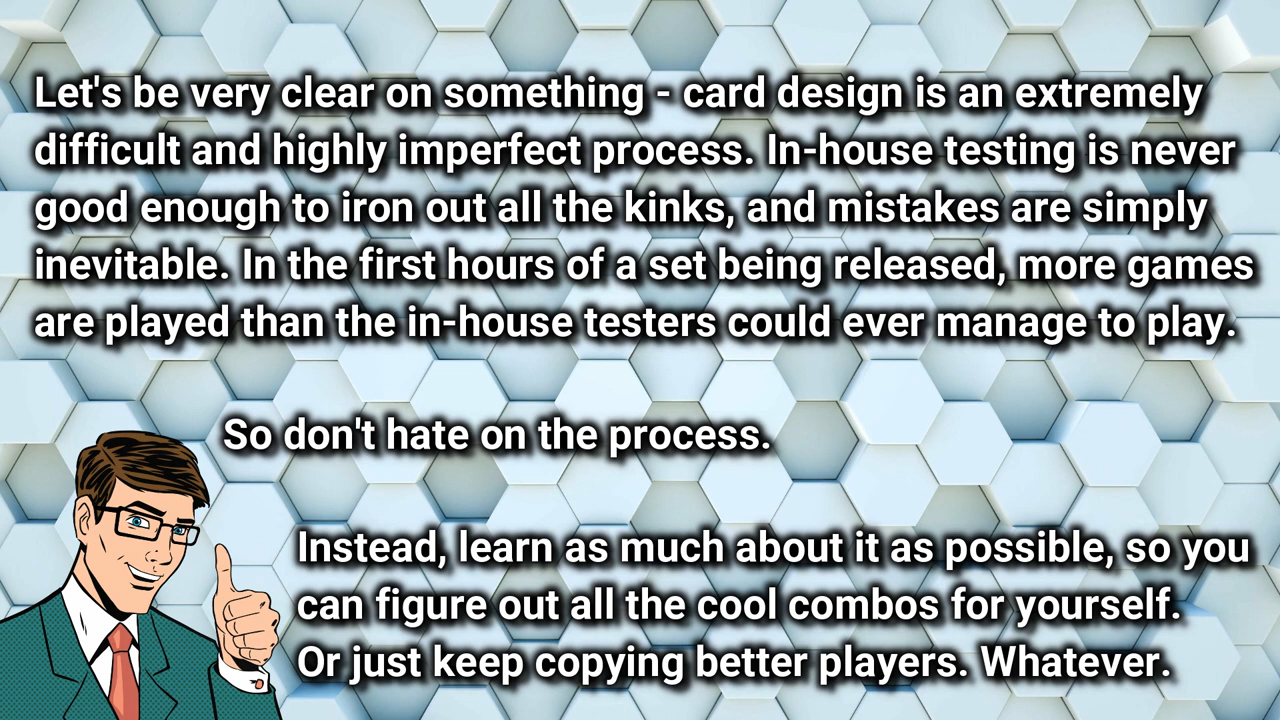 Let's be very clear on something - card design is an extremely
difficult and highly imperfect process. In-house testing is never
good enough to iron out all the kinks, and mistakes are simply
inevitable. In the first hours of a set being released, more games
are played than the in-house testers could ever manage to play.
So don't hate on the process.
Instead, learn as much about it as possible, so you
can figure out all the cool combos for yourself.
Or just keep copying better players. Whatever.